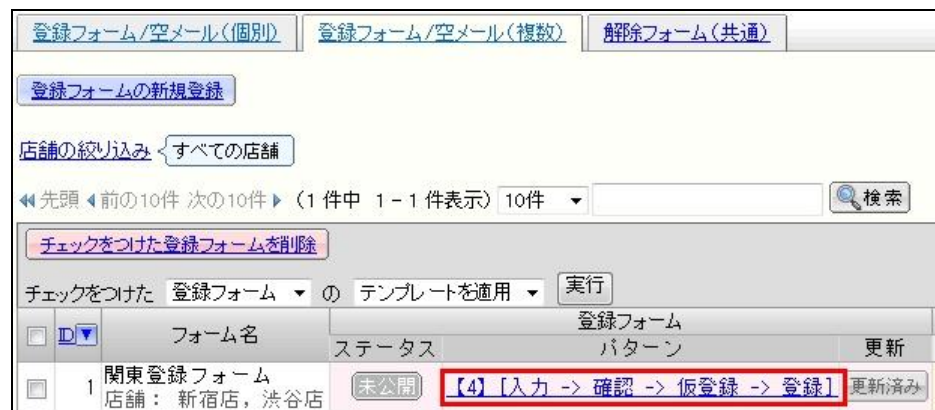 登録フォーム/空メール(個別) 登録フォーム/空メール(複数) 解除フォーム(共通)
登録フォームの新規登録
店舗の絞り込み すべての店舗
先頭 前の10件 次の10件 (1 件中 1 - 1 件表示) 10件 検索
チェックをつけた登録フォームを削除
チェックをつけた 登録フォーム の テンプレートを適用 実行
登録フォーム
ID フォーム名 ステータス パターン 更新
1 関東登録フォーム 未公開 【4】[入力 -> 確認 -> 仮登録 -> 登録] 更新済み
店舗： 新宿店, 渋谷店